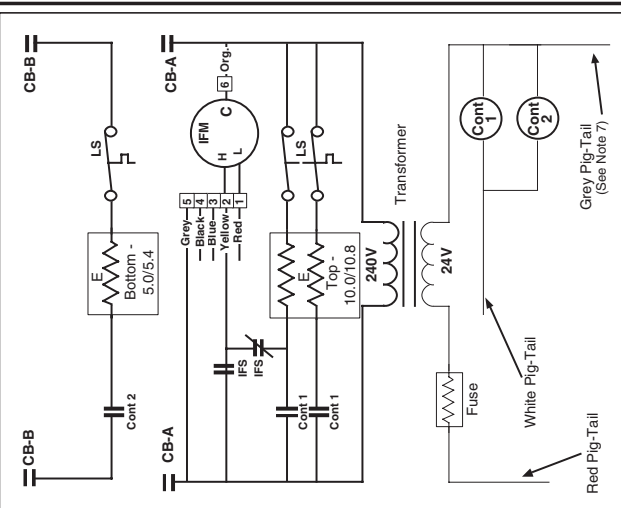 CB-B
CB-B
LS
E
Bottom -
5.0/5.4
Cont 2
CB-A
CB-A
6
Org.
C
IFM
H
L
5
4
3
2
1
Grey
Black
Blue
Yellow
Red
LS
E
Top -
10.0/10.8
IFS
IFS
Cont 1
Cont 1
Transformer
240V
24V
Cont
1
Cont
2
Fuse
Grey Pig-Tail
(See Note 7)
White Pig-Tail
Red Pig-Tail